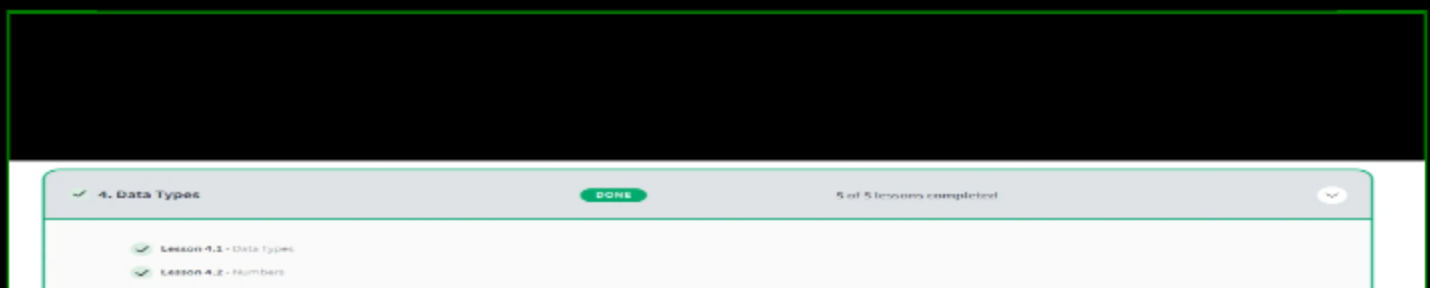 4. Data Types
DONE
5 of 5 lessons completed
Lesson 4.1 - Data Types
Lesson 4.2 - Numbers